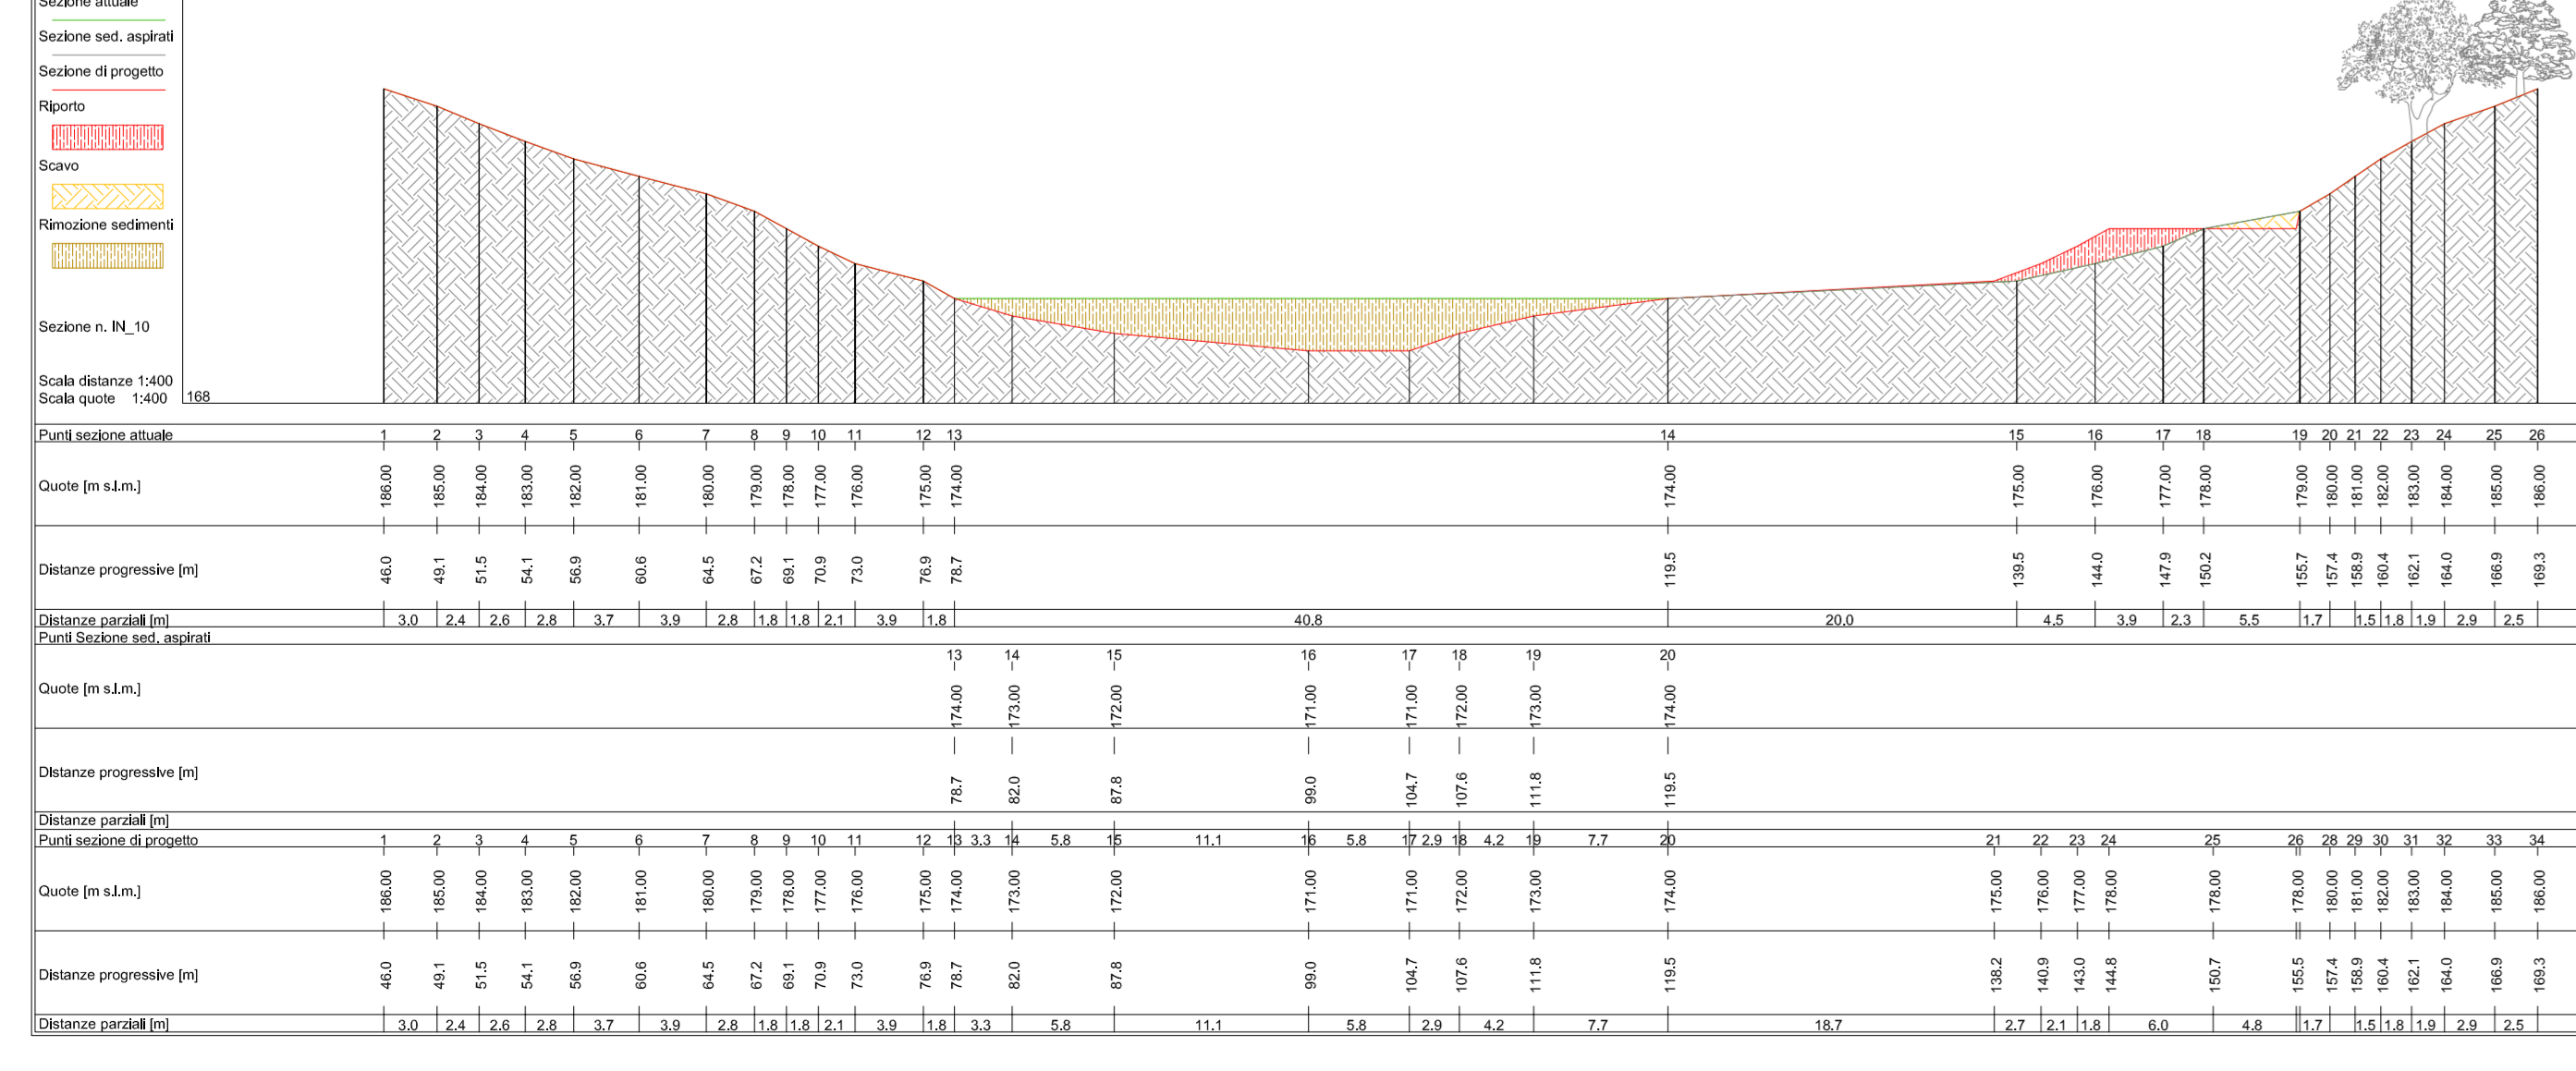 Sezione attuale
Sezione sed. aspirati
Sezione di progetto
Riporto
Scavo
Rimozione sedimenti
Sezione n. IN_10
Scala distanze 1:400
Scala quote 1:400
168
Punti sezione attuale 1 2 3 4 5 6 7 8 9 10 11 12 13 14 15 16 17 18 19 20 21 22 23 24 25 26
Quote [m s.l.m.] 186.00 185.00 184.00 183.00 182.00 181.00 180.00 179.00 178.00 177.00 176.00 175.00 174.00 174.00 175.00 176.00 177.00 178.00 179.00 180.00 181.00 182.00 183.00 184.00 185.00 186.00
Distanze progressive [m] 46.0 49.1 51.5 54.1 56.9 60.6 64.5 67.2 69.1 70.9 73.0 76.9 78.7 119.5 139.5 144.0 147.9 150.2 155.7 157.4 158.9 160.4 162.1 164.0 166.9 169.3
Distanze parziali [m] 3.0 2.4 2.6 2.8 3.7 3.9 2.8 1.8 1.8 2.1 3.9 1.8 40.8 20.0 4.5 3.9 2.3 5.5 1.7 1.5 1.8 1.9 2.9 2.5
Punti Sezione sed. aspirati
13 14 15 16 17 18 19 20
Quote [m s.l.m.] 174.00 173.00 172.00 171.00 171.00 172.00 173.00 174.00
Distanze progressive [m] 78.7 82.0 87.8 99.0 104.7 107.6 111.8 119.5
Distanze parziali [m] 3.3 5.8 11.1 5.8 2.9 4.2 7.7
Punti sezione di progetto 1 2 3 4 5 6 7 8 9 10 11 12 13 14 15 16 17 18 19 20 21 22 23 24 25 26 28 29 30 31 32 33 34
Quote [m s.l.m.] 186.00 185.00 184.00 183.00 182.00 181.00 180.00 179.00 178.00 177.00 176.00 175.00 174.00 173.00 172.00 171.00 171.00 172.00 173.00 174.00 175.00 176.00 177.00 178.00 178.00 178.00 180.00 181.00 182.00 183.00 184.00 185.00 186.00
Distanze progressive [m] 46.0 49.1 51.5 54.1 56.9 60.6 64.5 67.2 69.1 70.9 73.0 76.9 78.7 82.0 87.8 99.0 104.7 107.6 111.8 119.5 138.2 140.9 143.0 144.8 150.7 155.5 157.4 158.9 160.4 162.1 164.0 166.9 169.3
Distanze parziali [m] 3.0 2.4 2.6 2.8 3.7 3.9 2.8 1.8 1.8 2.1 3.9 1.8 3.3 5.8 11.1 5.8 2.9 4.2 7.7 18.7 2.7 2.1 1.8 6.0 4.8 1.7 1.5 1.8 1.9 2.9 2.5